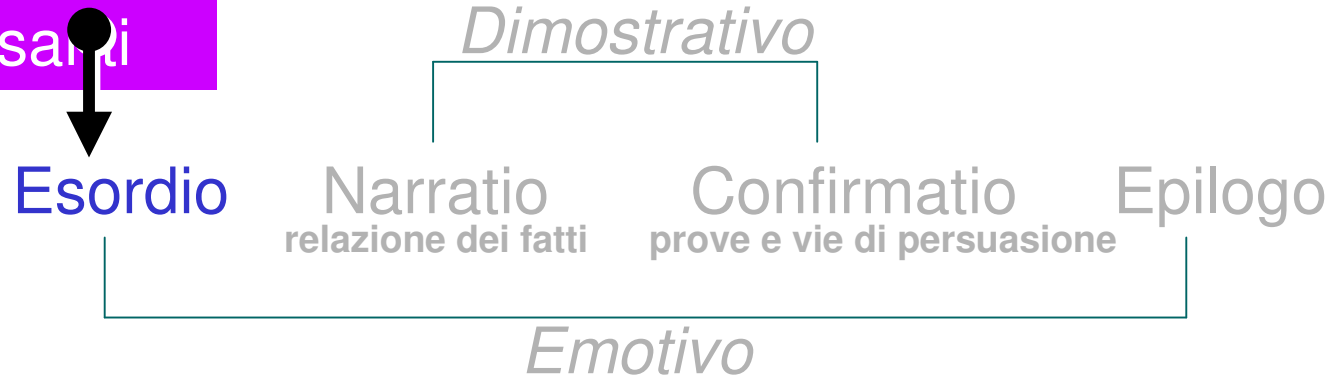 Dimostrativo
Esordio Narratio Confirmatio Epilogo
relazione dei fatti prove e vie di persuasione
Emotivo